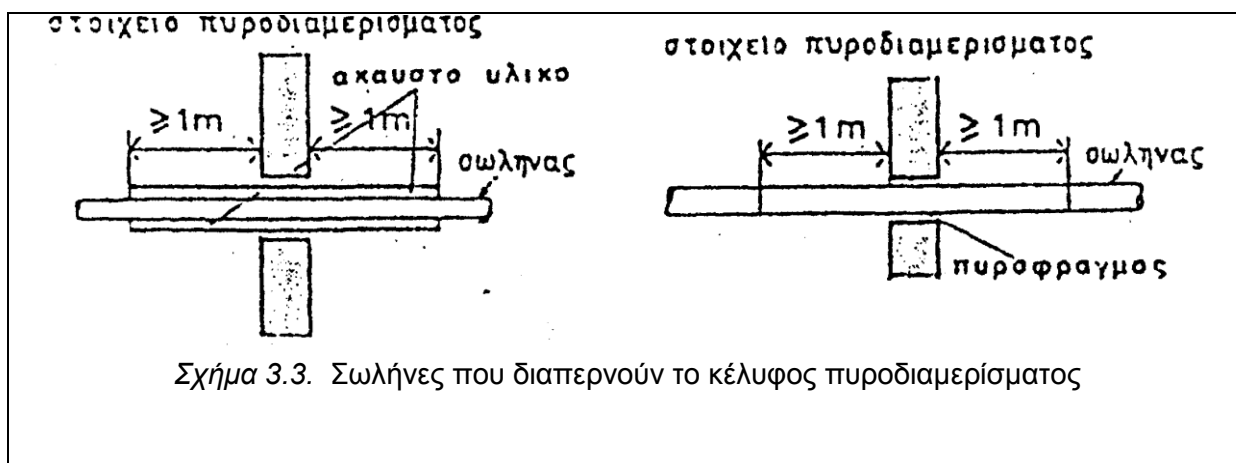 στοιχειο πυροδιαμερισματος
ακαυστο υλικο
≥1m
≥1m
σωληνας
στοιχειο πυροδιαμερισματος
≥1m
≥1m
σωληνας
πυροφραγμος
Σχήμα 3.3. Σωλήνες που διαπερνούν το κέλυφος πυροδιαμερίσματος